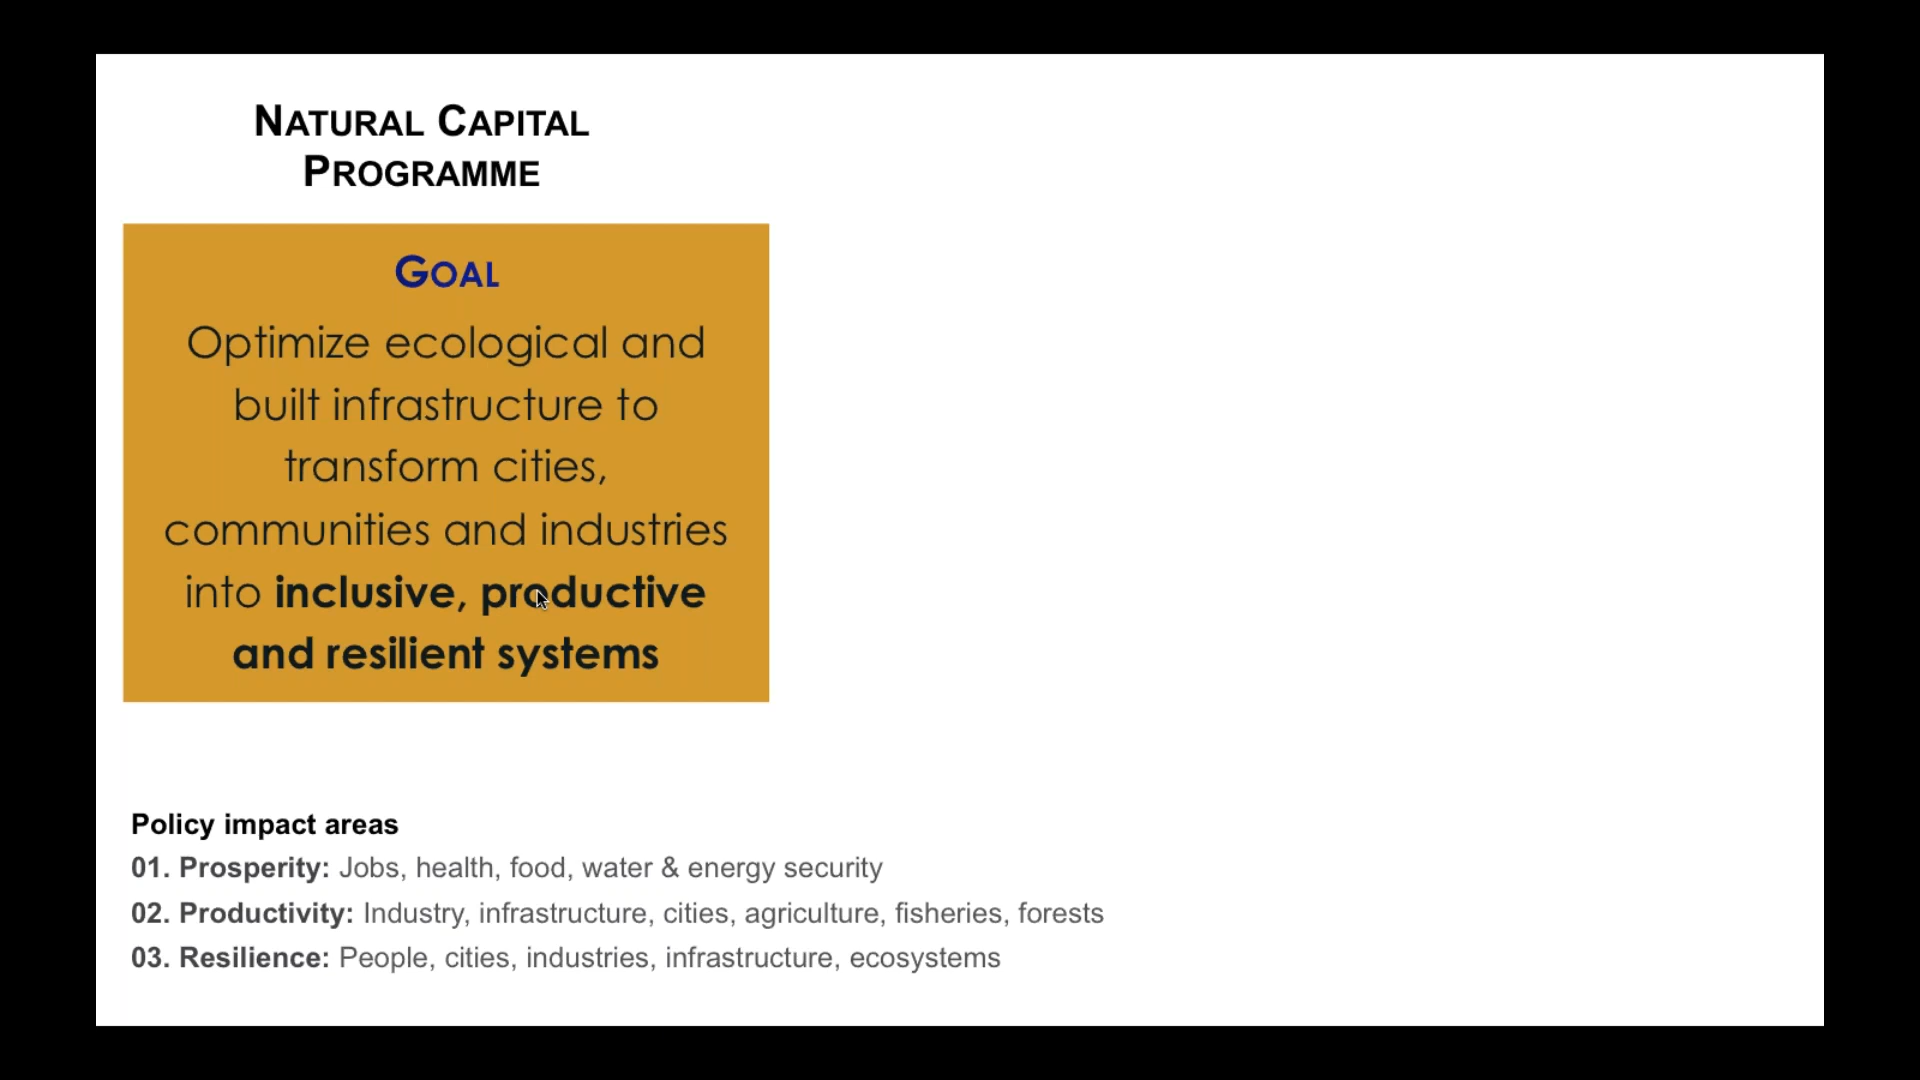 NATURAL CAPITAL
PROGRAMME
GOAL
Optimize ecological and
built infrastructure to
transform cities,
communities and industries
into inclusive, productive
and resilient systems
Policy impact areas
01. Prosperity: Jobs, health, food, water & energy security
02. Productivity: Industry, infrastructure, cities, agriculture, fisheries, forests
03. Resilience: People, cities, industries, infrastructure, ecosystems